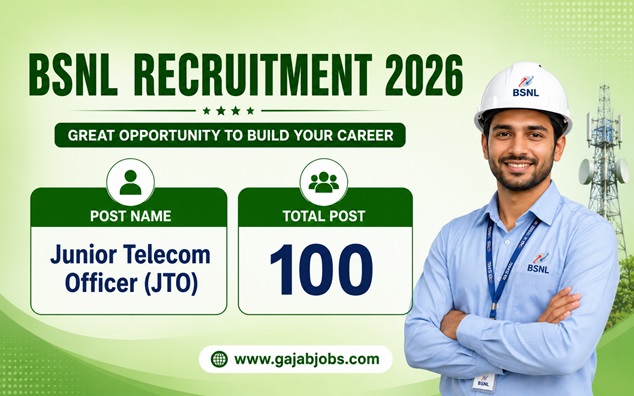 BSNL RECRUITMENT 2026
GREAT OPPORTUNITY TO BUILD YOUR CAREER
POST NAME
Junior Telecom
Officer (JTO)
TOTAL POST
100
www.gajabjobs.com
BSNL
BSNL
BSNL